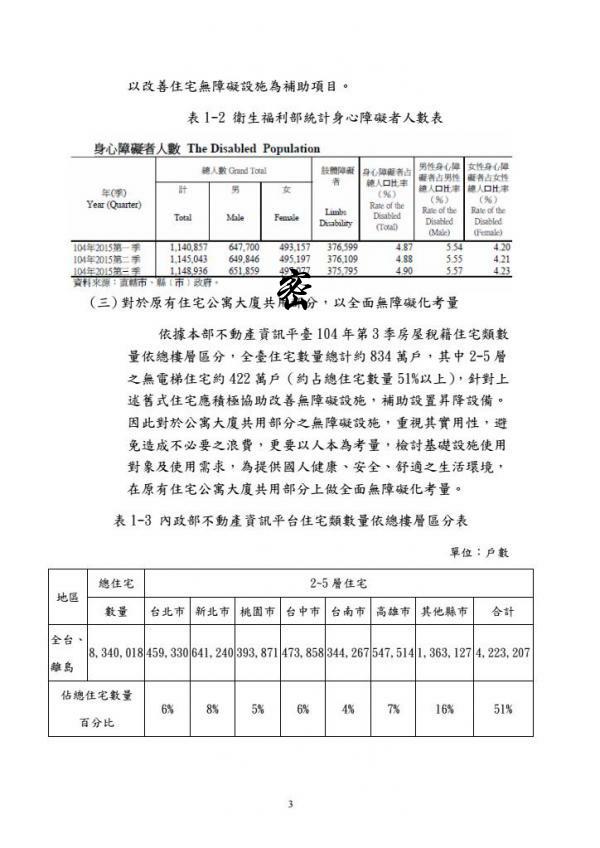 以改善住宅無障礙設施為補助項目。
表 1-2 衛生福利部統計身心障礙者人數表
身心障礙者人數 The Disabled Population
年(季) Year (Quarter) 總人數 Grand Total 計 Total 男 Male 女 Female 肢體障礙者 Limbs Disability 身心障礙者占總人口比率（%）Rate of the Disabled (Total) 男性身心障礙者占男性總人口比率（%）Rate of the Disabled (Male) 女性身心障礙者占女性總人口比率（%）Rate of the Disabled (Female)
104年2015第一季 1,140,857 647,700 493,157 376,599 4.87 5.54 4.20
104年2015第二季 1,145,043 649,846 495,197 376,109 4.88 5.55 4.21
104年2015第三季 1,148,936 651,859 375,795 4.90 5.57 4.23
資料來源：直轄市、縣（市）政府。
密
(三)對於原有住宅公寓大廈共用部分，以全面無障礙化考量
依據本部不動產資訊平臺 104 年第 3 季房屋稅籍住宅類數
量依總樓層區分，全臺住宅數量總計約 834 萬戶，其中 2-5 層
之無電梯住宅約 422 萬戶（約占總住宅數量 51%以上），針對上
述舊式住宅應積極協助改善無障礙設施，補助設置昇降設備。
因此對於公寓大廈共用部分之無障礙設施，重視其實用性，避
免造成不必要之浪費，更要以人本為考量，檢討基礎設施使用
對象及使用需求，為提供國人健康、安全、舒適之生活環境，
在原有住宅公寓大廈共用部分上做全面無障礙化考量。
表 1-3 內政部不動產資訊平台住宅類數量依總樓層區分表
單位：戶數
地區 總住宅數量 2~5 層住宅
台北市 新北市 桃園市 台中市 台南市 高雄市 其他縣市 合計
全台、離島 8,340,018 459,330 641,240 393,871 473,858 344,267 547,514 1,363,127 4,223,207
佔總住宅數量百分比 6% 8% 5% 6% 4% 7% 16% 51%
3